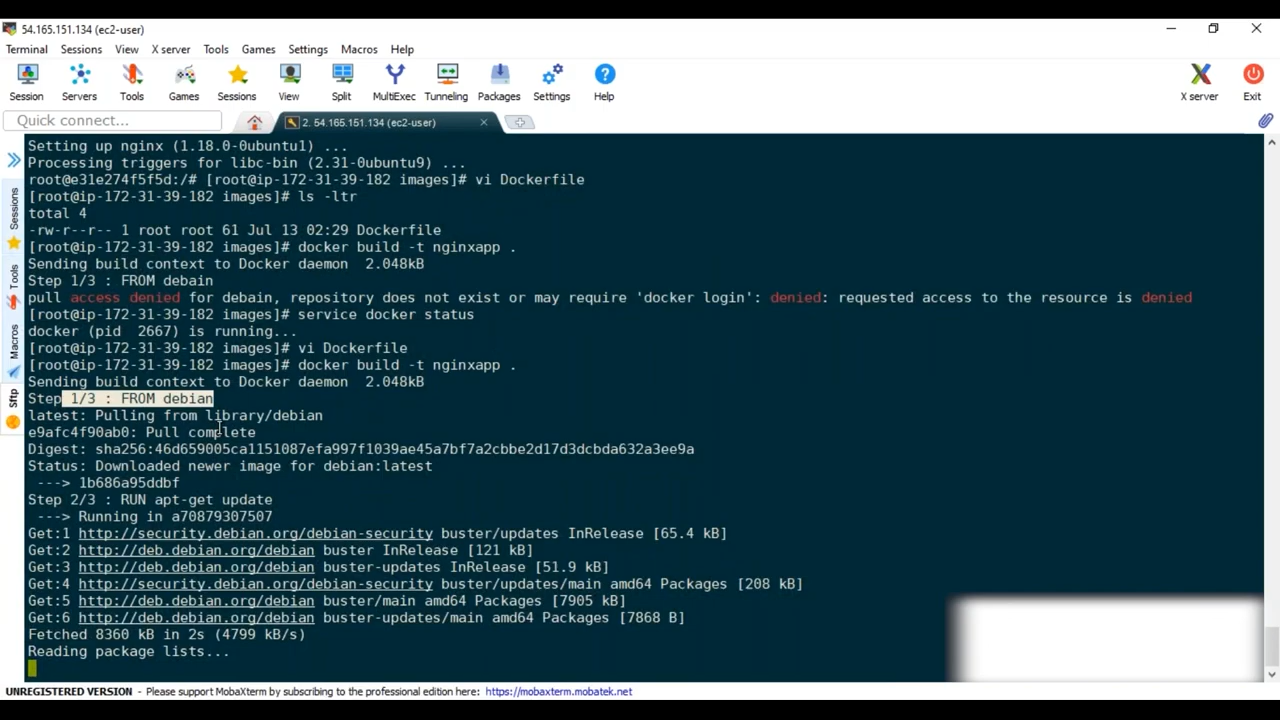 54.165.151.134 (ec2-user)
Terminal Sessions View X server Tools Games Settings Macros Help
Session Servers Tools Games Sessions View Split MultiExec Tunneling Packages Settings Help X server Exit
Quick connect... 2. 54.165.151.134 (ec2-user)
Sessions
Tools
Macros
Sftp
Setting up nginx (1.18.0-0ubuntu1) ...
Processing triggers for libc-bin (2.31-0ubuntu9) ...
root@e31e274f5f5d:/# [root@ip-172-31-39-182 images]# vi Dockerfile
[root@ip-172-31-39-182 images]# ls -ltr
total 4
-rw-r--r-- 1 root root 61 Jul 13 02:29 Dockerfile
[root@ip-172-31-39-182 images]# docker build -t nginxapp .
Sending build context to Docker daemon  2.048kB
Step 1/3 : FROM debain
pull access denied for debain, repository does not exist or may require 'docker login': denied: requested access to the resource is denied
[root@ip-172-31-39-182 images]# service docker status
docker (pid  2667) is running...
[root@ip-172-31-39-182 images]# vi Dockerfile
[root@ip-172-31-39-182 images]# docker build -t nginxapp .
Sending build context to Docker daemon  2.048kB
Step 1/3 : FROM debian
latest: Pulling from library/debian
e9afc4f90ab0: Pull complete
Digest: sha256:46d659005ca1151087efa997f1039ae45a7bf7a2cbbe2d17d3dcbda632a3ee9a
Status: Downloaded newer image for debian:latest
 ---> 1b686a95ddbf
Step 2/3 : RUN apt-get update
 ---> Running in a70879307507
Get:1 http://security.debian.org/debian-security buster/updates InRelease [65.4 kB]
Get:2 http://deb.debian.org/debian buster InRelease [121 kB]
Get:3 http://deb.debian.org/debian buster-updates InRelease [51.9 kB]
Get:4 http://security.debian.org/debian-security buster/updates/main amd64 Packages [208 kB]
Get:5 http://deb.debian.org/debian buster/main amd64 Packages [7905 kB]
Get:6 http://deb.debian.org/debian buster-updates/main amd64 Packages [7868 B]
Fetched 8360 kB in 2s (4799 kB/s)
Reading package lists...
UNREGISTERED VERSION - Please support MobaXterm by subscribing to the professional edition here: https://mobaxterm.mobatek.net